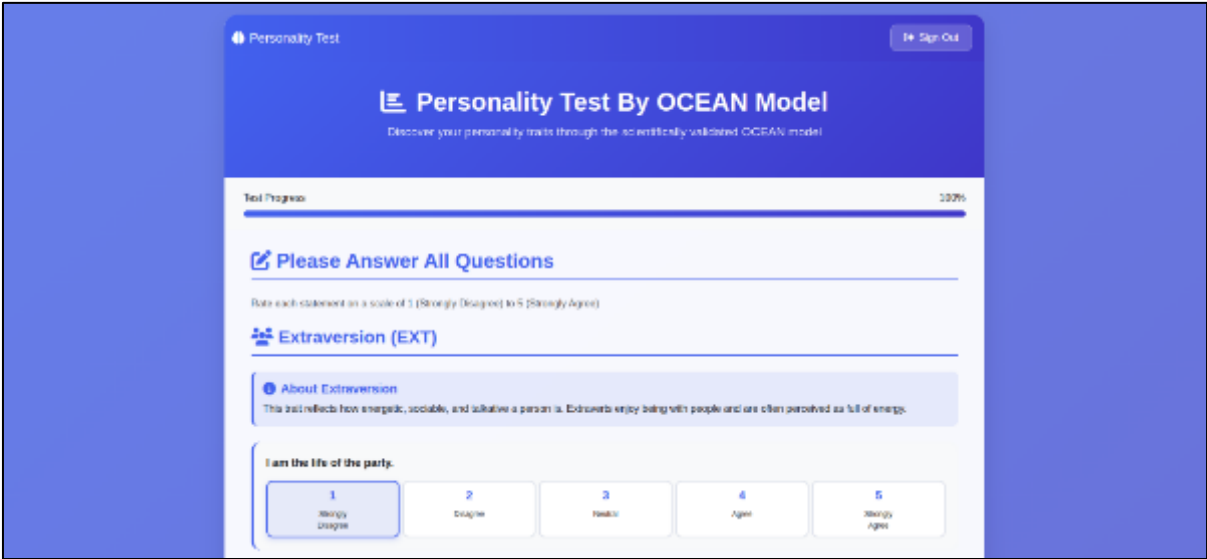 Personality Test
Sign Out
Personality Test By OCEAN Model
Discover your personality traits through the scientifically validated OCEAN model
Test Progress
100%
Please Answer All Questions
Rate each statement on a scale of 1 (Strongly Disagree) to 5 (Strongly Agree)
Extraversion (EXT)
About Extraversion
This trait reflects how energetic, sociable, and talkative a person is. Extraverts enjoy being with people and are often perceived as full of energy.
I am the life of the party.
1
Strongly
Disagree
2
Disagree
3
Neutral
4
Agree
5
Strongly
Agree